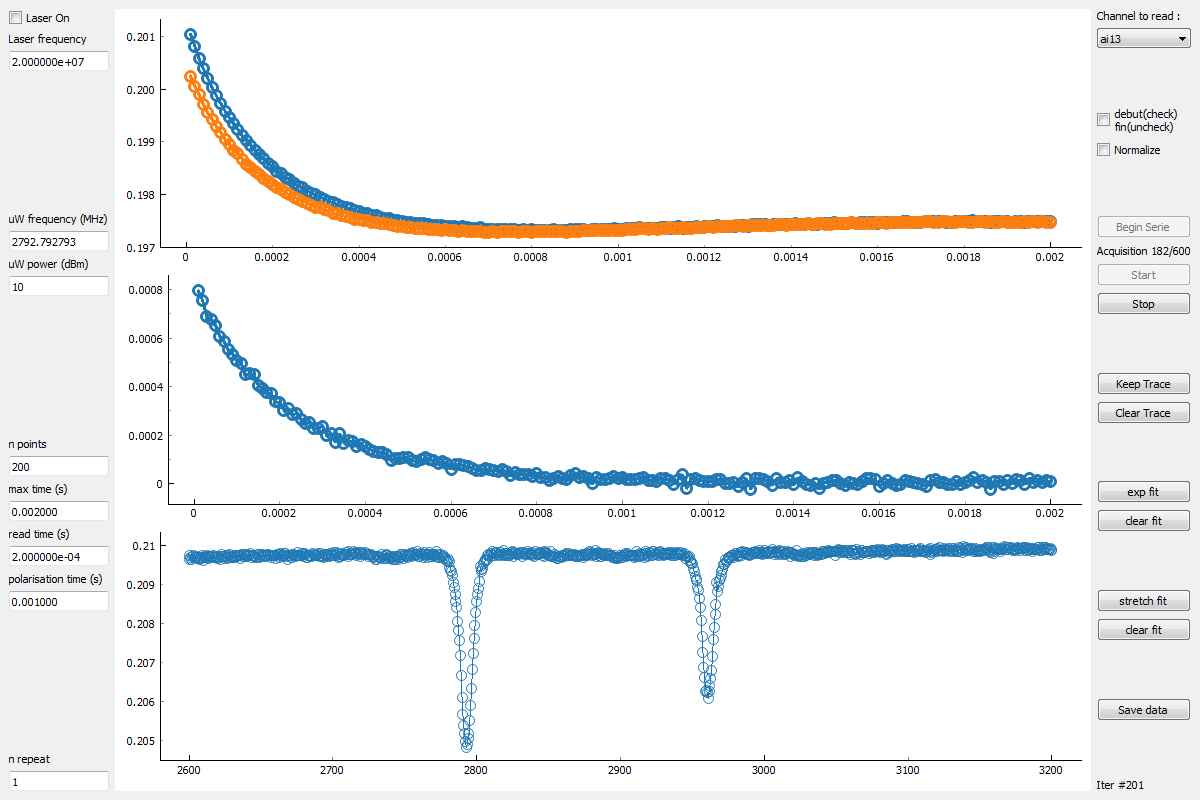 Laser On
Laser frequency
2.000000e+07
uW frequency (MHz)
2792.792793
uW power (dBm)
10
n points
200
max time (s)
0.002000
read time (s)
2.000000e-04
polarisation time (s)
0.001000
n repeat
1
0.201
0.200
0.199
0.198
0.197
0 0.0002 0.0004 0.0006 0.0008 0.001 0.0012 0.0014 0.0016 0.0018 0.002
0.0008
0.0006
0.0004
0.0002
0
0 0.0002 0.0004 0.0006 0.0008 0.001 0.0012 0.0014 0.0016 0.0018 0.002
0.21
0.209
0.208
0.207
0.206
0.205
2600 2700 2800 2900 3000 3100 3200
Channel to read :
ai13
debut(check)
fin(uncheck)
Normalize
Begin Serie
Acquisition 182/600
Start
Stop
Keep Trace
Clear Trace
exp fit
clear fit
stretch fit
clear fit
Save data
Iter #201